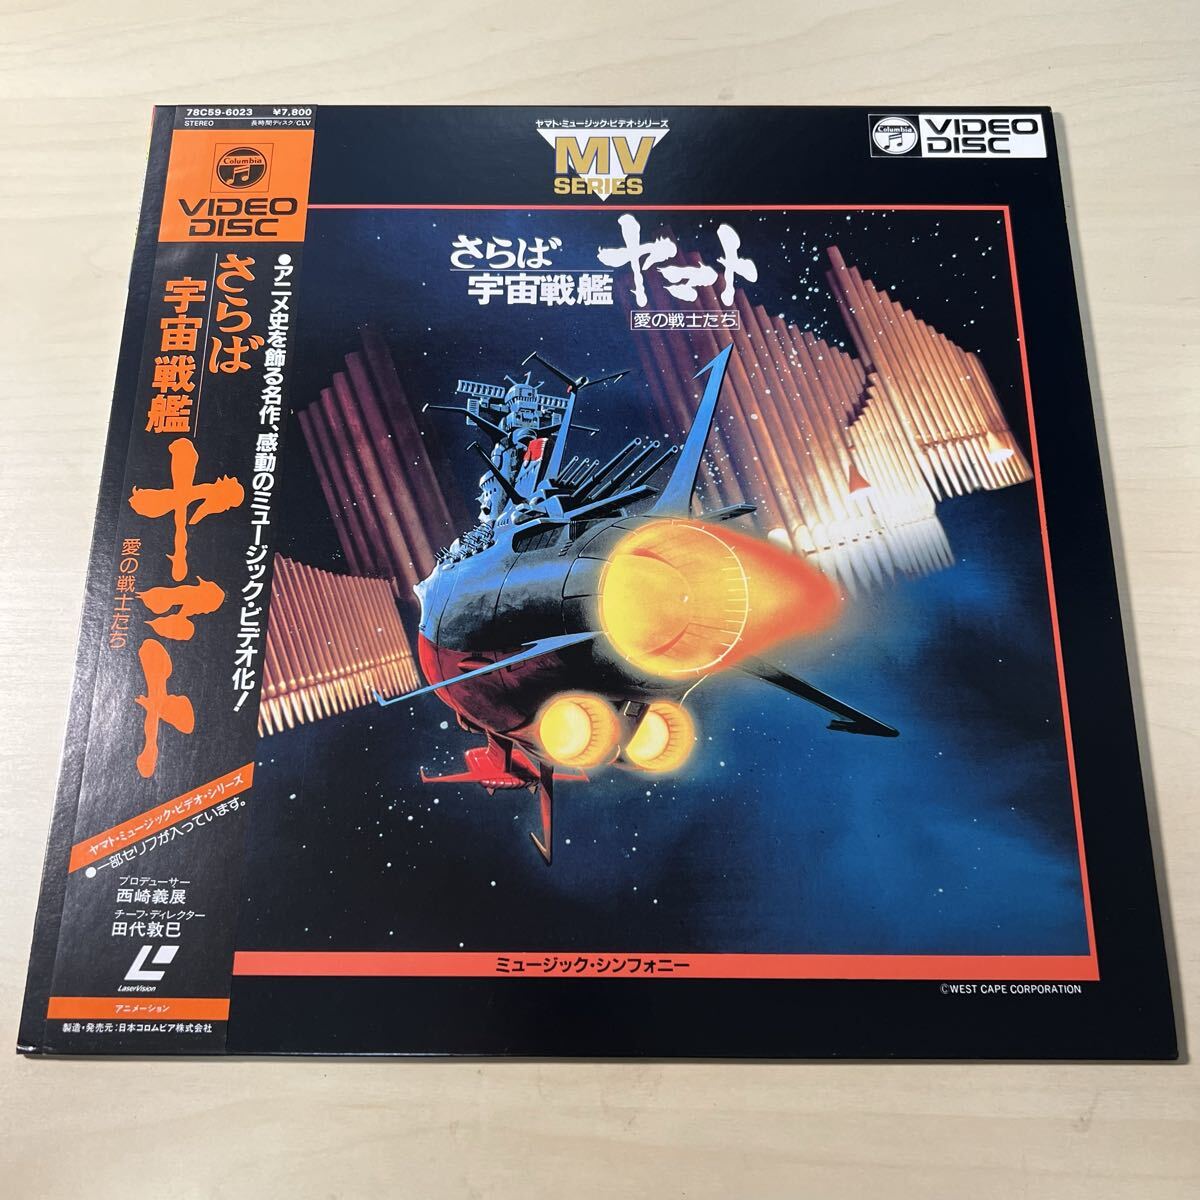 78C59-6023 ¥7,800
STEREO 長時間ディスク/CLV
Columbia
VIDEO
DISC
●アニメ史を飾る名作、感動のミュージック・ビデオ化!
さらば
宇宙戦艦
ヤマト
愛の戦士たち
ヤマト・ミュージック・ビデオ・シリーズ
●一部セリフが入っています。
プロデューサー
西崎義展
チーフ・ディレクター
田代敦巳
LaserVision
アニメーション
製造・発売元:日本コロムビア株式会社
ヤマト・ミュージック・ビデオ・シリーズ
MV
SERIES
Columbia
VIDEO
DISC
さらば
宇宙戦艦
ヤマト
愛の戦士たち
ミュージック・シンフォニー
©WEST CAPE CORPORATION